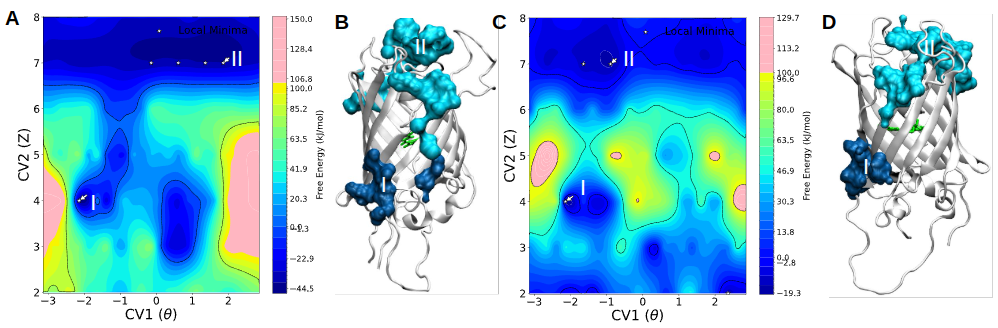 A
8
7
6
5
4
3
2
−3
−2
−1
0
1
2
CV2 (Z)
CV1 (θ)
Local Minima
II
I
150.0
128.4
106.8
100.0
85.2
63.5
41.9
20.3
−22.9
−44.5
Free Energy (kJ/mol)
B
II
I
C
8
7
6
5
4
3
2
−3
−2
−1
0
1
2
CV2 (Z)
CV1 (θ)
Local Minima
II
I
129.7
113.2
100.0
96.6
80.0
63.5
46.9
30.3
13.8
0.0
−2.8
−19.3
Free Energy (kJ/mol)
D
II
I